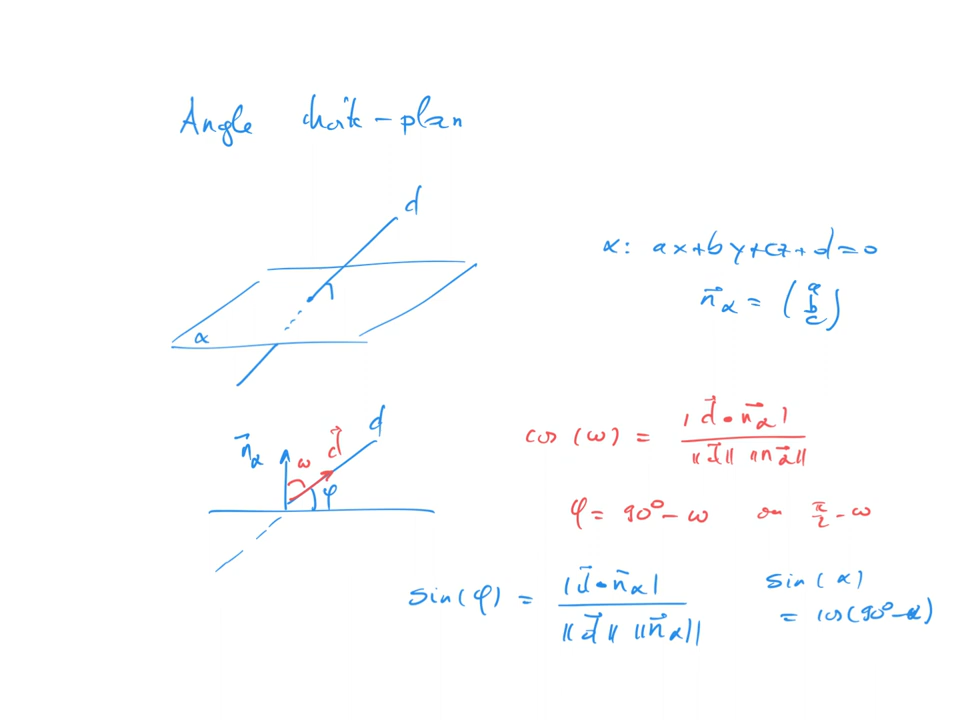 Angle droite - plan
d
α: ax+by+cz+d=0
n⃗α = (a b c)
α
d
n⃗α ω d⃗
φ
cos(ω) = |d⃗ • n⃗α| / ‖d⃗‖ ‖n⃗α‖
φ = 90° - ω ou π/2 - ω
sin(φ) = |d⃗ • n⃗α| / ‖d⃗‖ ‖n⃗α‖
sin(α)
= cos(90° - α)